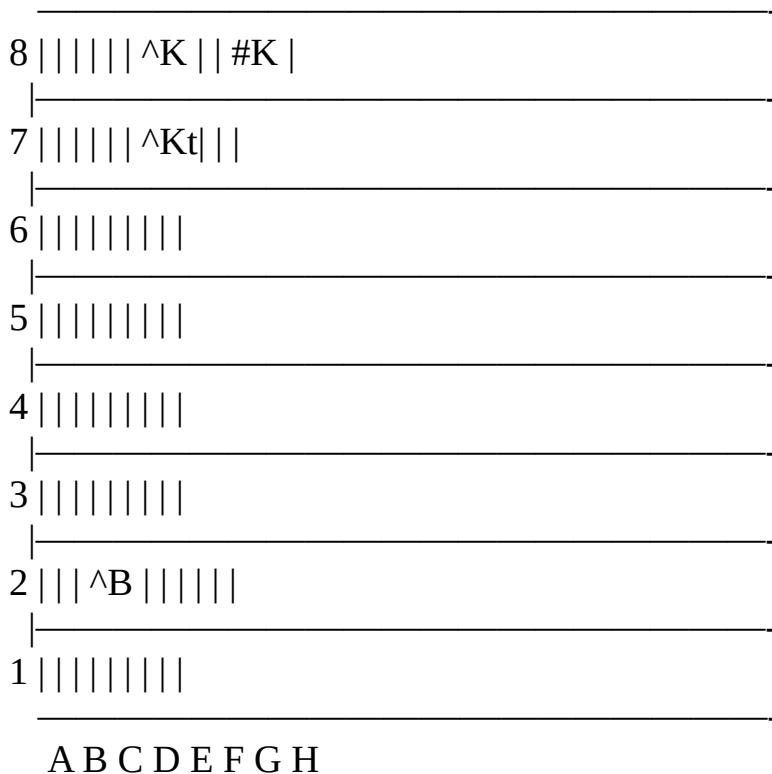 ———————————————————-
8 | | | | | | ^K | | #K |
|———————————————————-
7 | | | | | | ^Kt| | |
|———————————————————-
6 | | | | | | | | |
|———————————————————-
5 | | | | | | | | |
|———————————————————-
4 | | | | | | | | |
|———————————————————-
3 | | | | | | | | |
|———————————————————-
2 | | | ^B | | | | | |
|———————————————————-
1 | | | | | | | | |
———————————————————-
A B C D E F G H